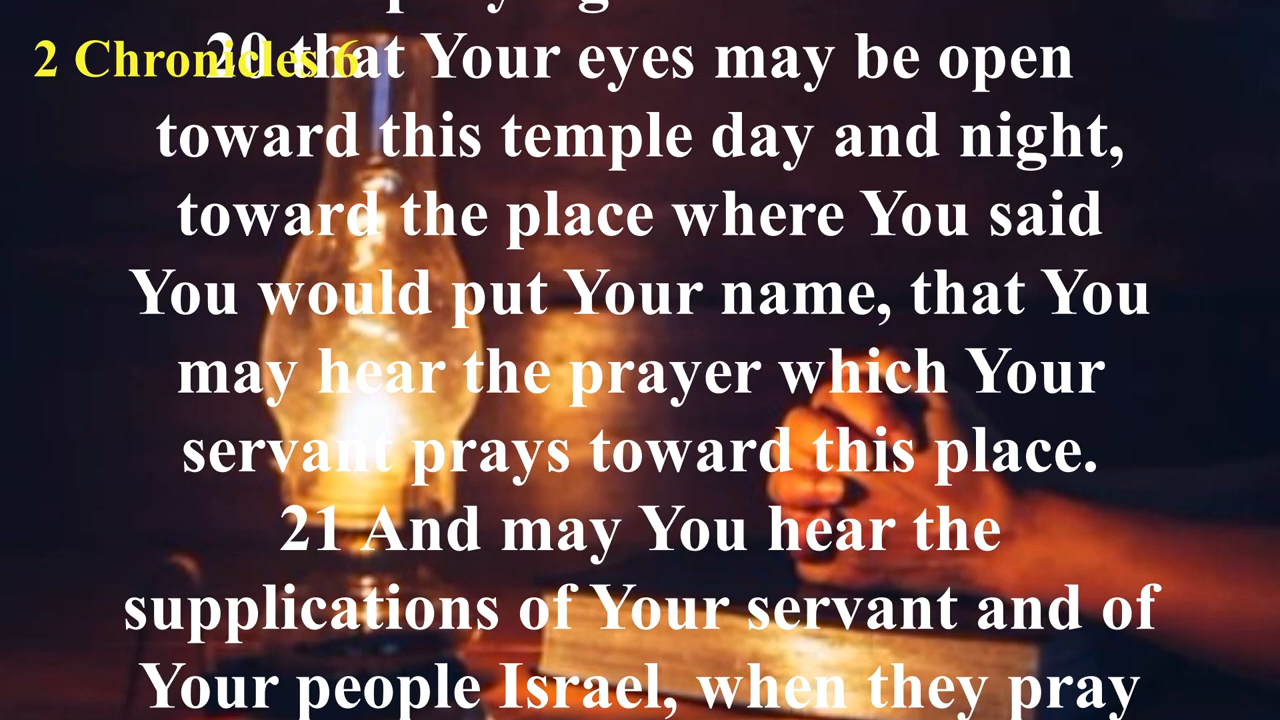 2 Chronicles 6
20 that Your eyes may be open
toward this temple day and night,
toward the place where You said
You would put Your name, that You
may hear the prayer which Your
servant prays toward this place.
21 And may You hear the
supplications of Your servant and of
Your people Israel, when they pray